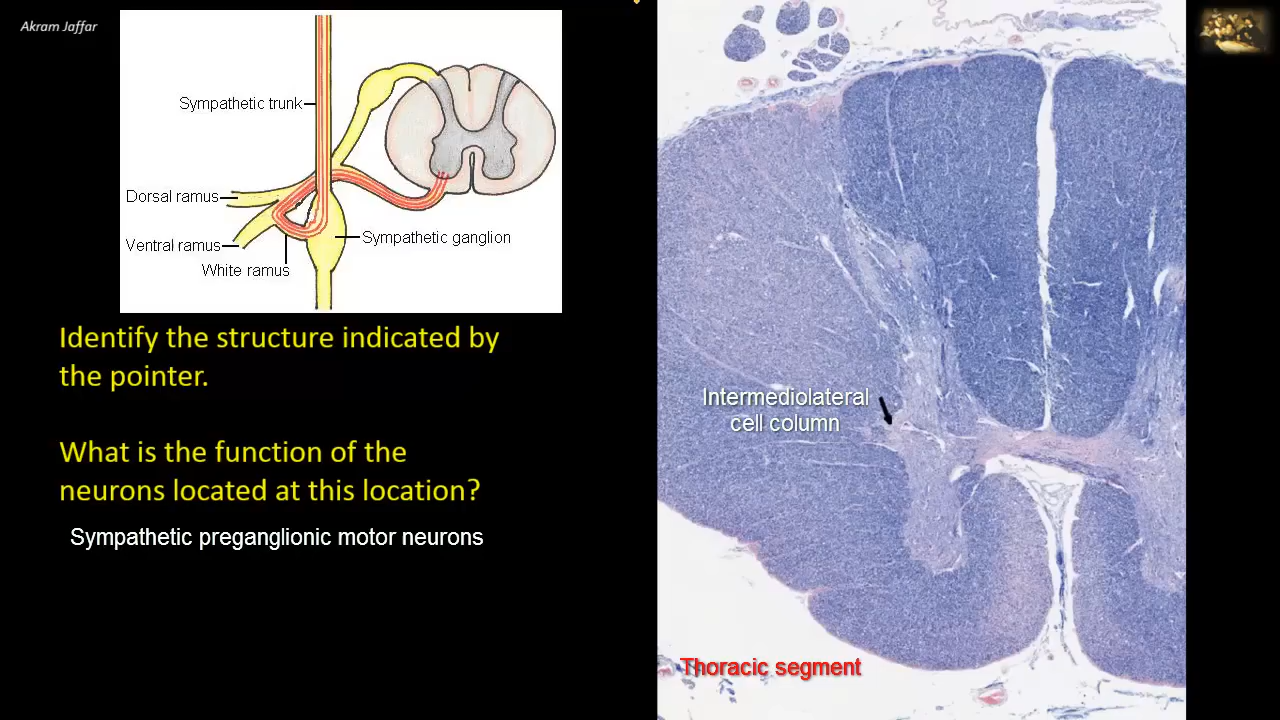 Akram Jaffar
Sympathetic trunk
Dorsal ramus
Ventral ramus
White ramus
Sympathetic ganglion
Identify the structure indicated by
the pointer.
What is the function of the
neurons located at this location?
Sympathetic preganglionic motor neurons
Intermediolateral
cell column
Thoracic segment